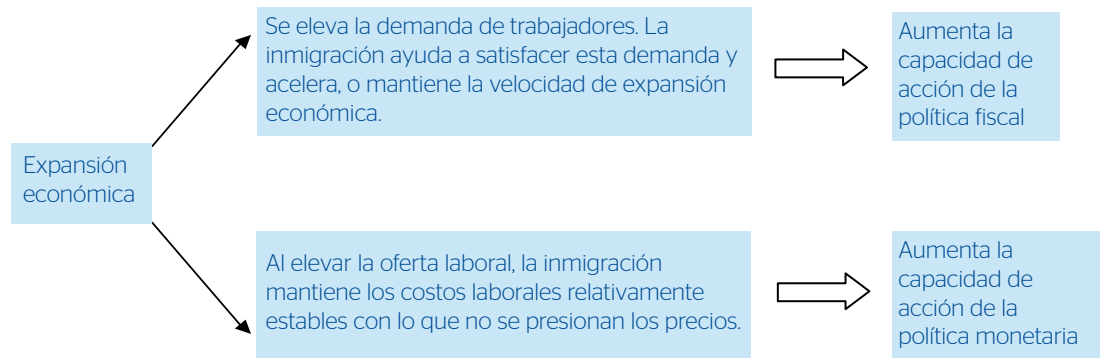 Se eleva la demanda de trabajadores. La
inmigración ayuda a satisfacer esta demanda y
acelera, o mantiene la velocidad de expansión
económica.
Aumenta la
capacidad de
acción de la
política fiscal
Expansión
económica
Al elevar la oferta laboral, la inmigración
mantiene los costos laborales relativamente
estables con lo que no se presionan los precios.
Aumenta la
capacidad de
acción de la
política monetaria